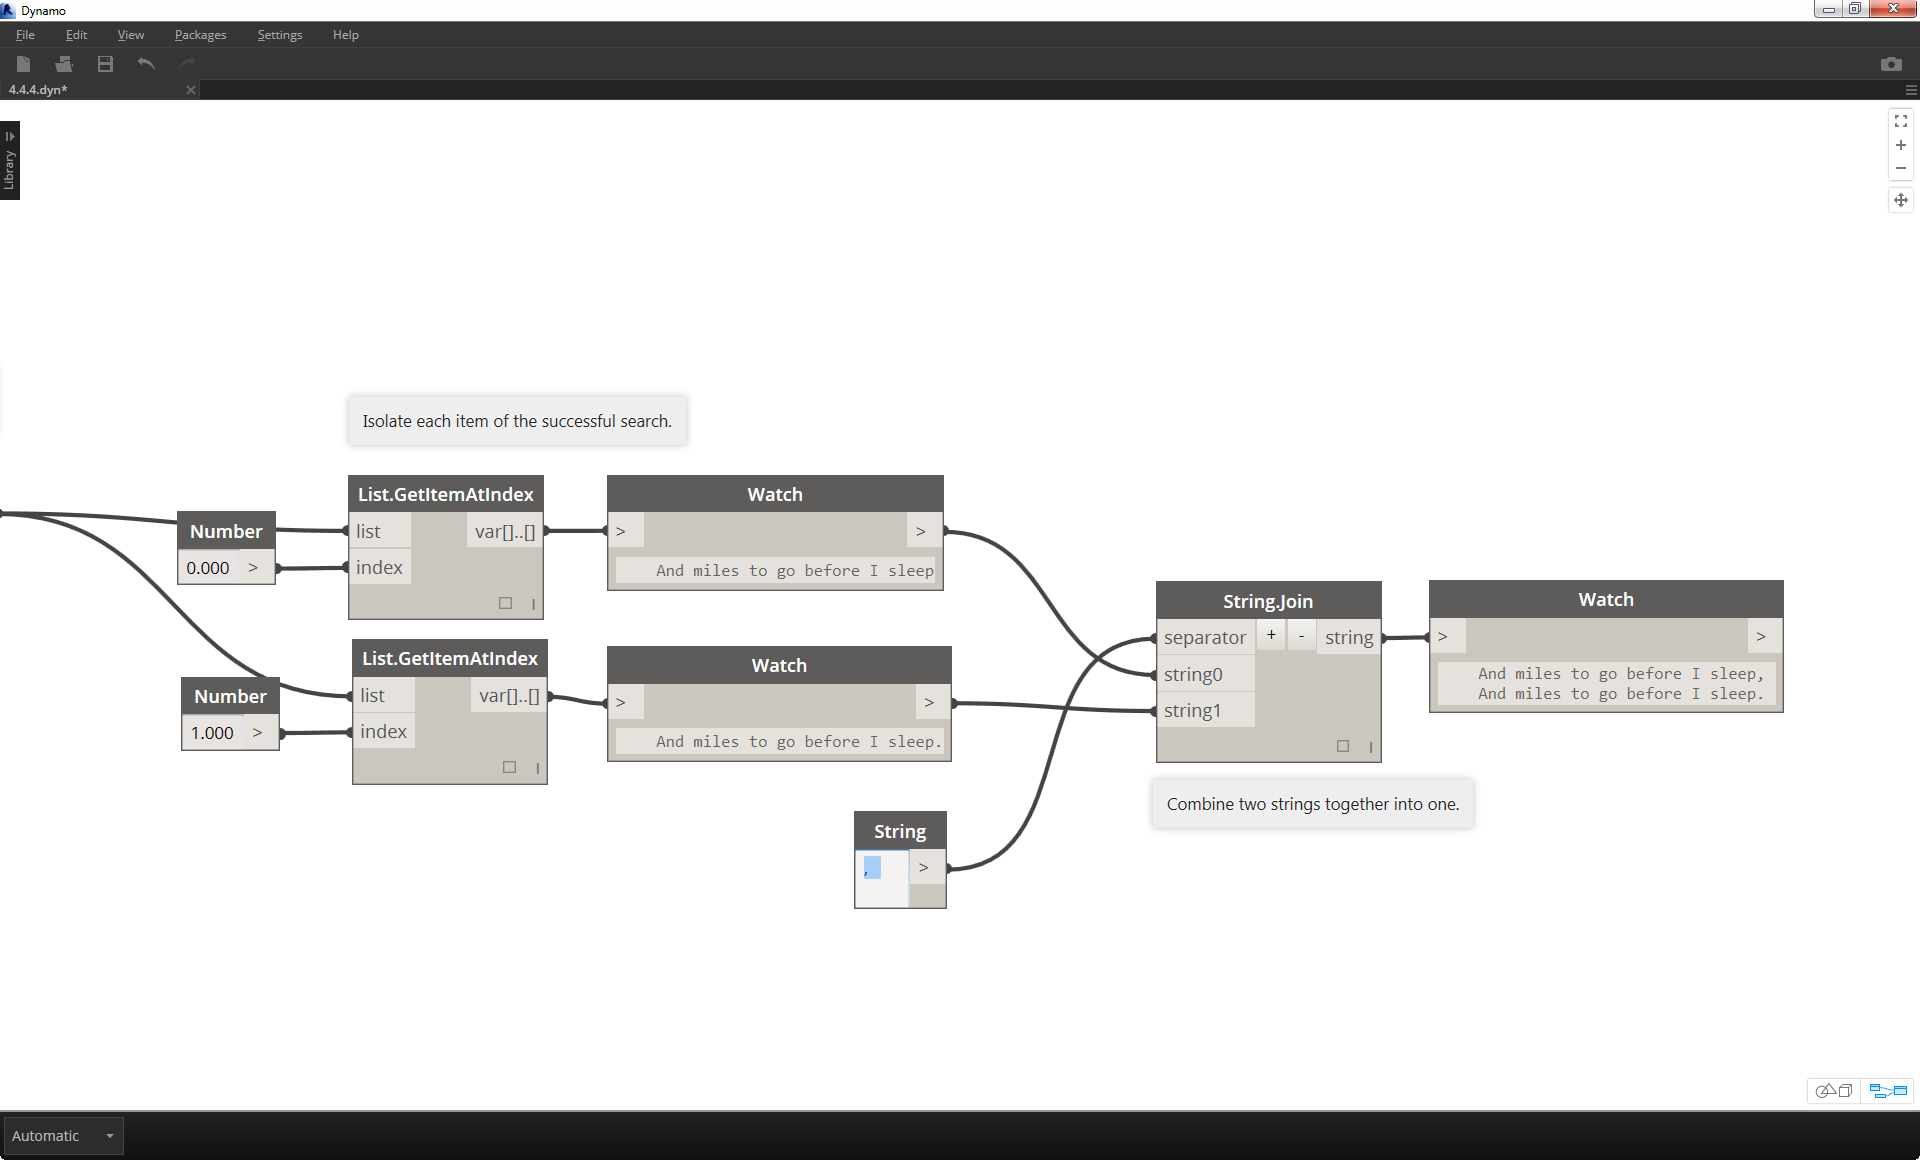 Dynamo
File Edit View Packages Settings Help
4.4.4.dyn*
Library
Isolate each item of the successful search.
Number
0.000 >
List.GetItemAtIndex
list var[]..[]
index
Watch
> >
And miles to go before I sleep
Number
1.000 >
List.GetItemAtIndex
list var[]..[]
index
Watch
> >
And miles to go before I sleep.
String
, >
String.Join
separator + - string
string0
string1
Combine two strings together into one.
Watch
> >
And miles to go before I sleep,
And miles to go before I sleep.
Automatic